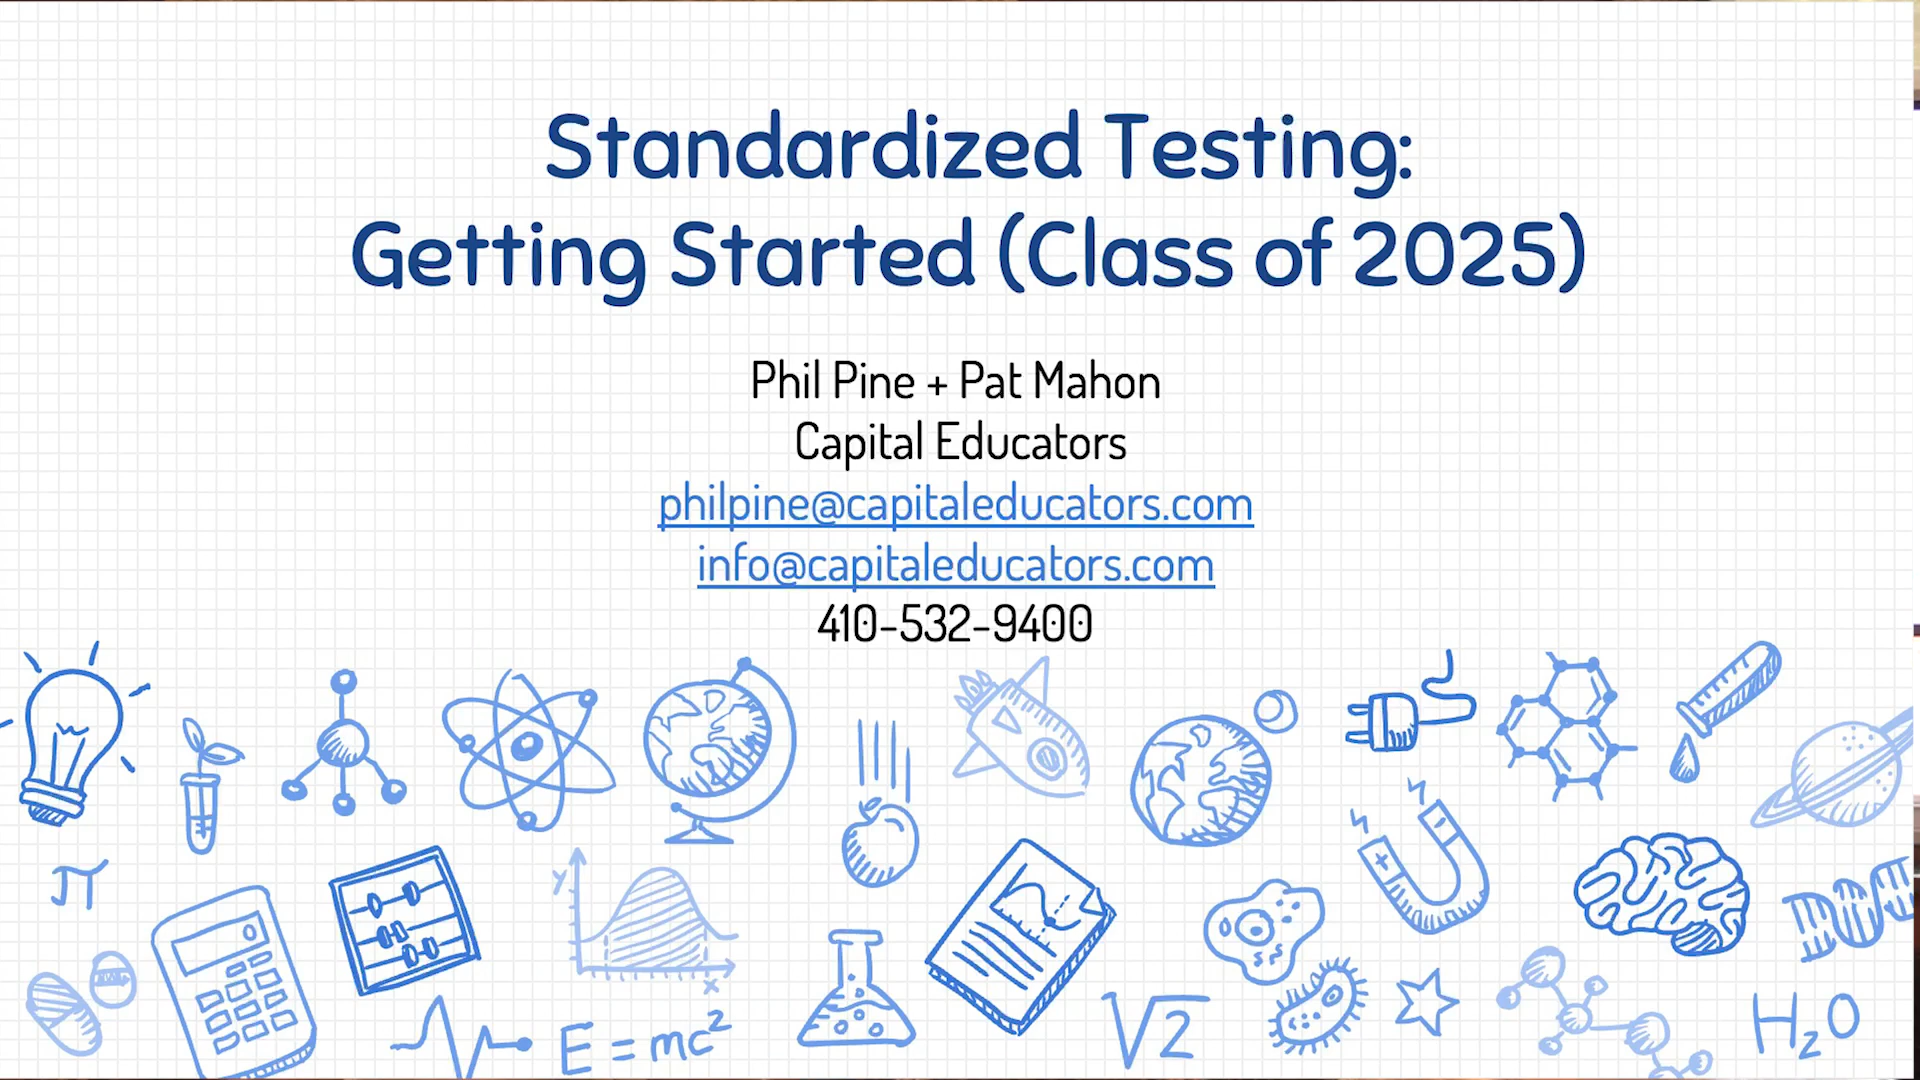 Standardized Testing:
Getting Started (Class of 2025)
Phil Pine + Pat Mahon
Capital Educators
philpine@capitaleducators.com
info@capitaleducators.com
410-532-9400
π
0
y
x
E = mc²
√2
H₂O